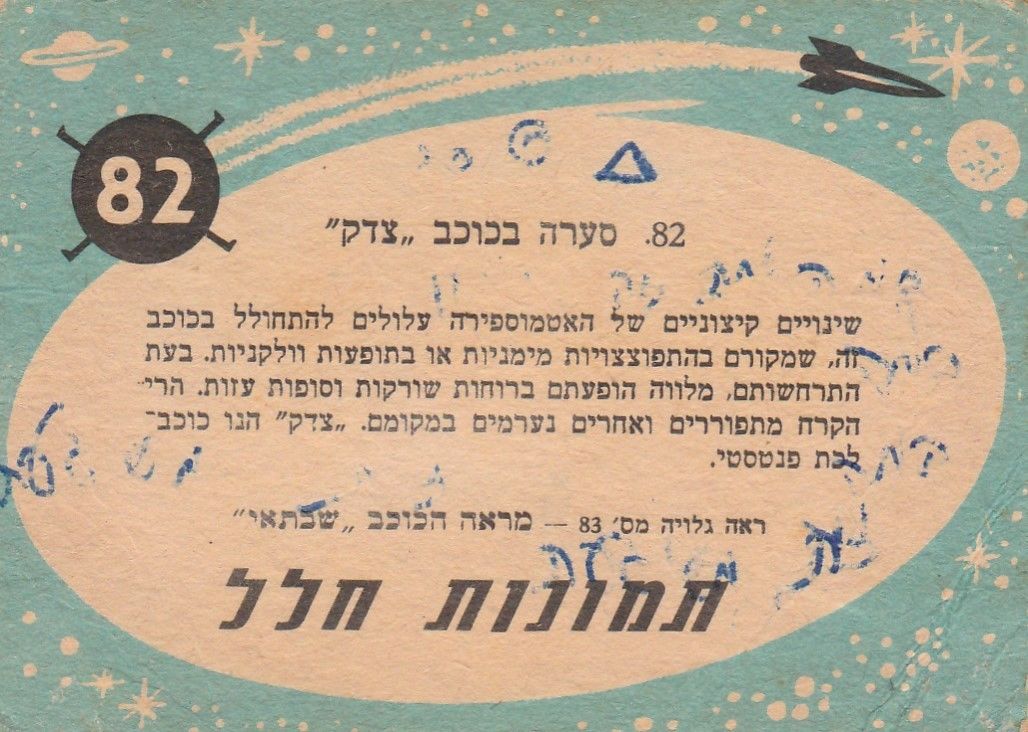 82
82. סערה בכוכב „צדק״
שינויים קיצוניים של האטמוספירה עלולים להתחולל בכוכב
זה, שמקורם בהתפוצצויות מימניות או בתופעות וולקניות. בעת
התרחשותם, מלווה הופעתם ברוחות שורקות וסופות עזות. הרי
הקרח מתפוררים ואחרים נערמים במקומם. „צדק״ הנו כוכב־
לכת פנטסטי.
ראה גלויה מס׳ 83 — מראה הכוכב „שבתאי״
תמונות חלל